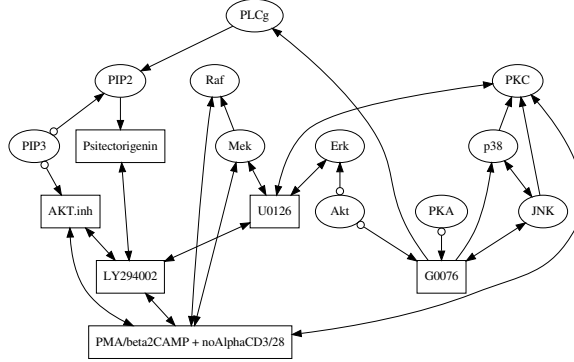 PLCg
PIP2
Raf
PKC
PIP3
Psitectorigenin
Mek
Erk
p38
AKT.inh
U0126
Akt
PKA
JNK
LY294002
G0076
PMA/beta2CAMP + noAlphaCD3/28